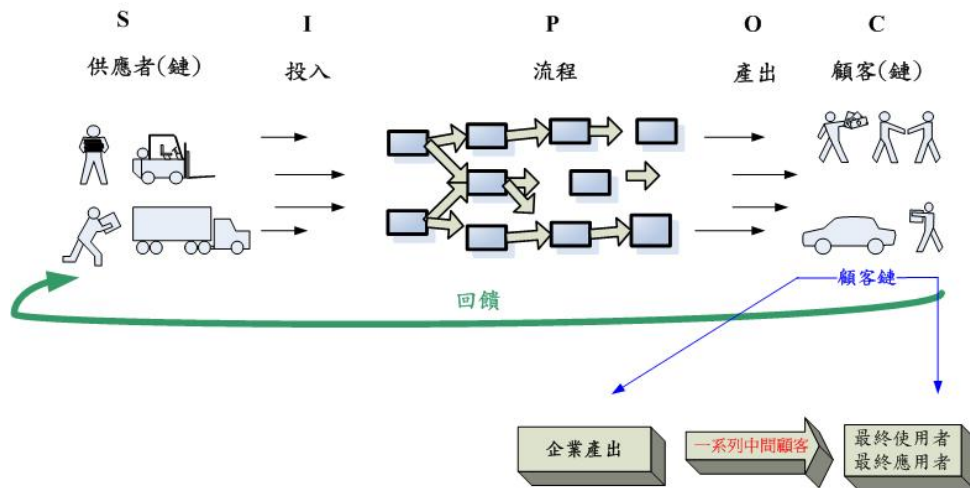 S I P O C
供應者(鏈) 投入 流程 產出 顧客(鏈)
顧客鏈
回饋
企業產出
一系列中間顧客
最終使用者
最終應用者